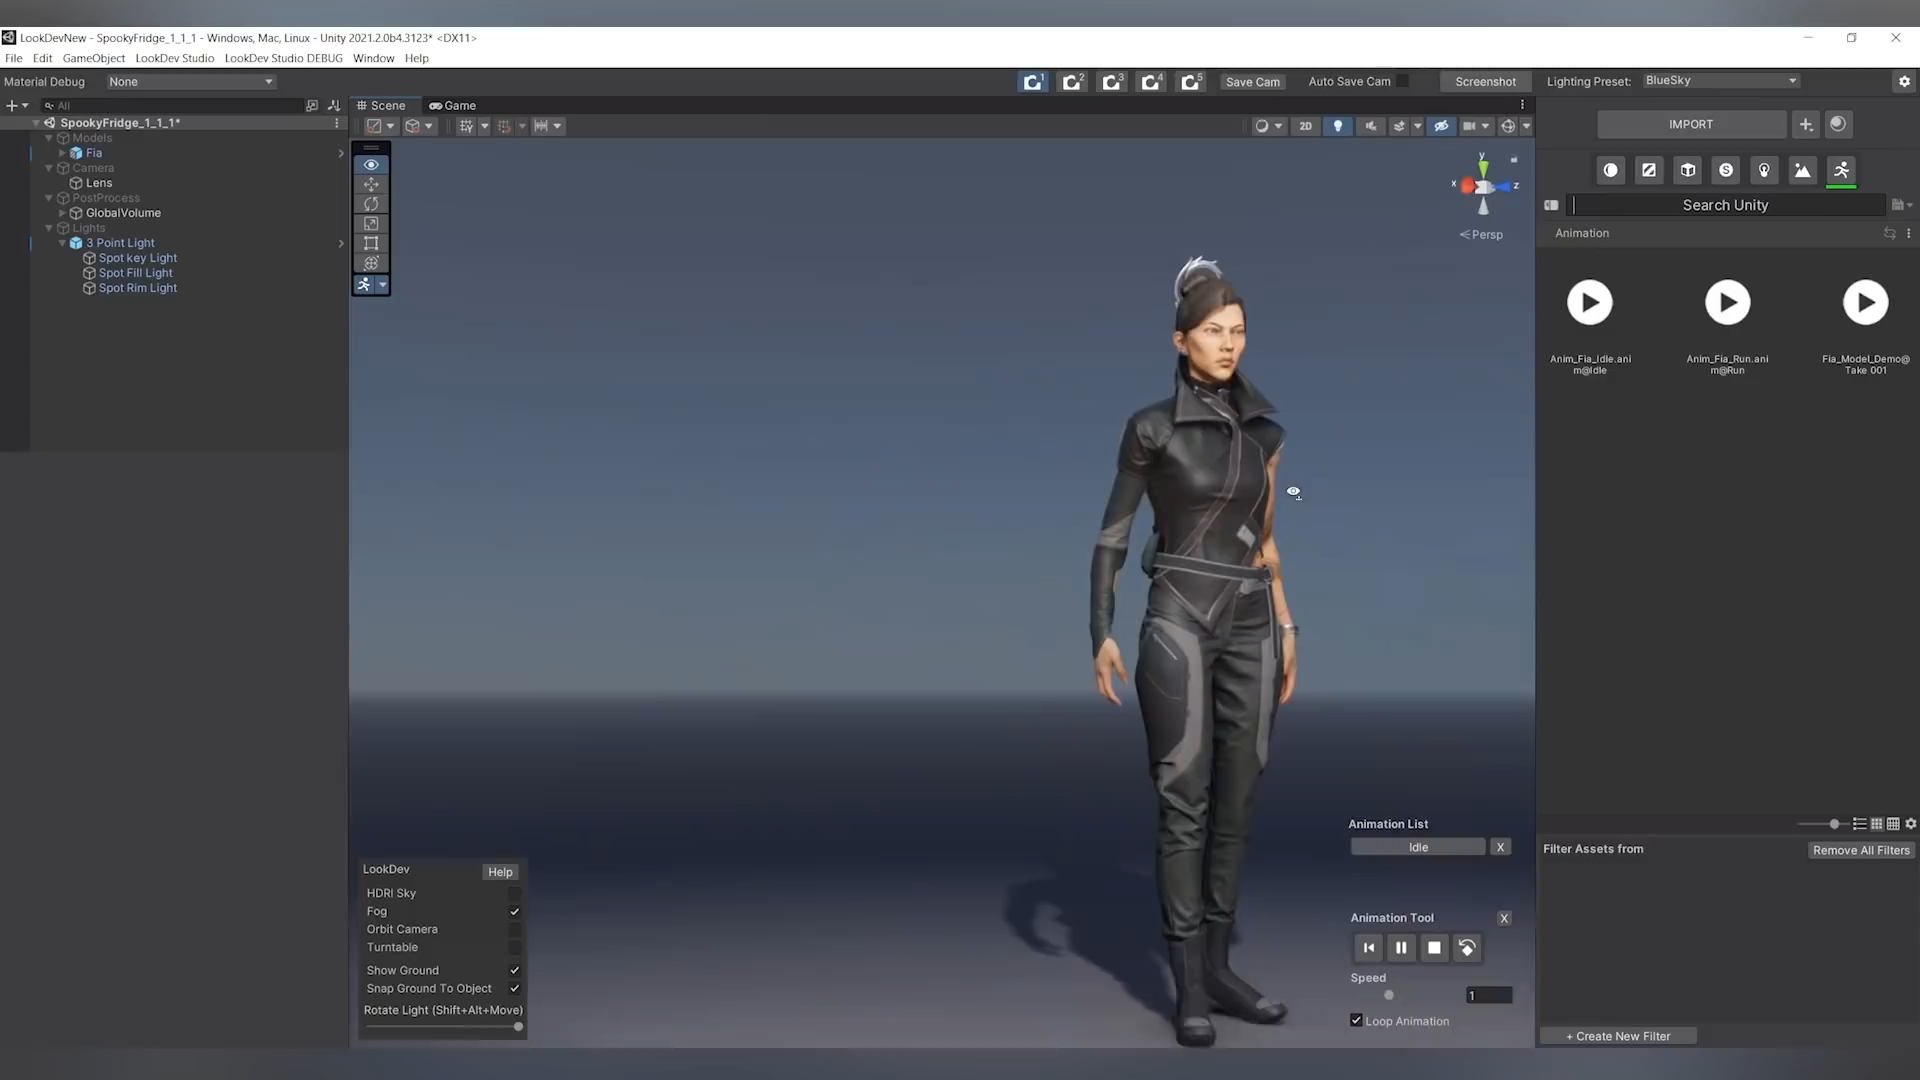 LookDevNew - SpookyFridge_1_1_1 - Windows, Mac, Linux - Unity 2021.2.0b4.3123* <DX11>
File Edit GameObject LookDev Studio LookDev Studio DEBUG Window Help
Material Debug None 1 2 3 4 5 Save Cam Auto Save Cam Screenshot Lighting Preset: BlueSky
All Scene Game
SpookyFridge_1_1_1*
Models
Fia
Camera
Lens
PostProcess
GlobalVolume
Lights
3 Point Light
Spot key Light
Spot Fill Light
Spot Rim Light
2D
y
x z
Persp
IMPORT
S
Search Unity
Animation
Anim_Fia_Idle.ani
m@Idle
Anim_Fia_Run.ani
m@Run
Fia_Model_Demo@
Take 001
Animation List
Idle X
Animation Tool X
Speed
1
Loop Animation
LookDev Help
HDRI Sky
Fog
Orbit Camera
Turntable
Show Ground
Snap Ground To Object
Rotate Light (Shift+Alt+Move)
Filter Assets from Remove All Filters
+ Create New Filter